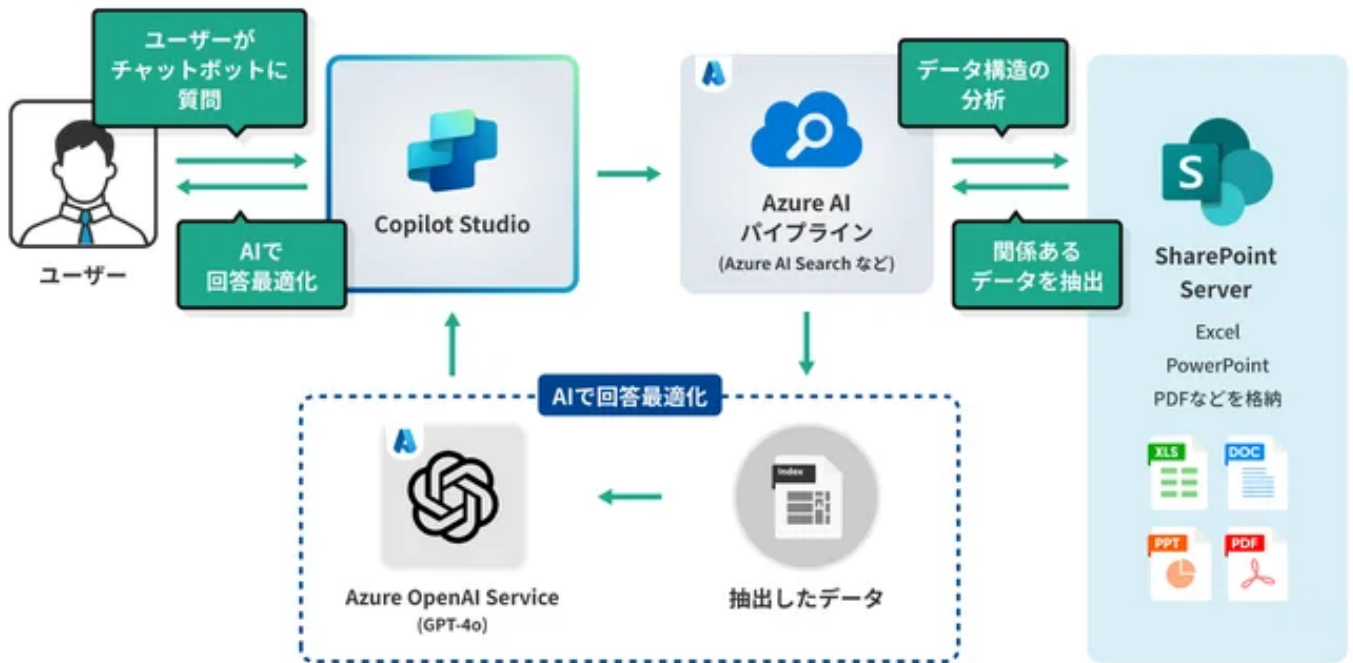 ユーザーが
チャットボットに
質問
ユーザー
AIで
回答最適化
Copilot Studio
Azure AI
パイプライン
(Azure AI Search など)
データ構造の
分析
関係ある
データを抽出
SharePoint
Server
Excel
PowerPoint
PDFなどを格納
XLS
DOC
PPT
PDF
S
AIで回答最適化
Azure OpenAI Service
(GPT-4o)
Index
抽出したデータ